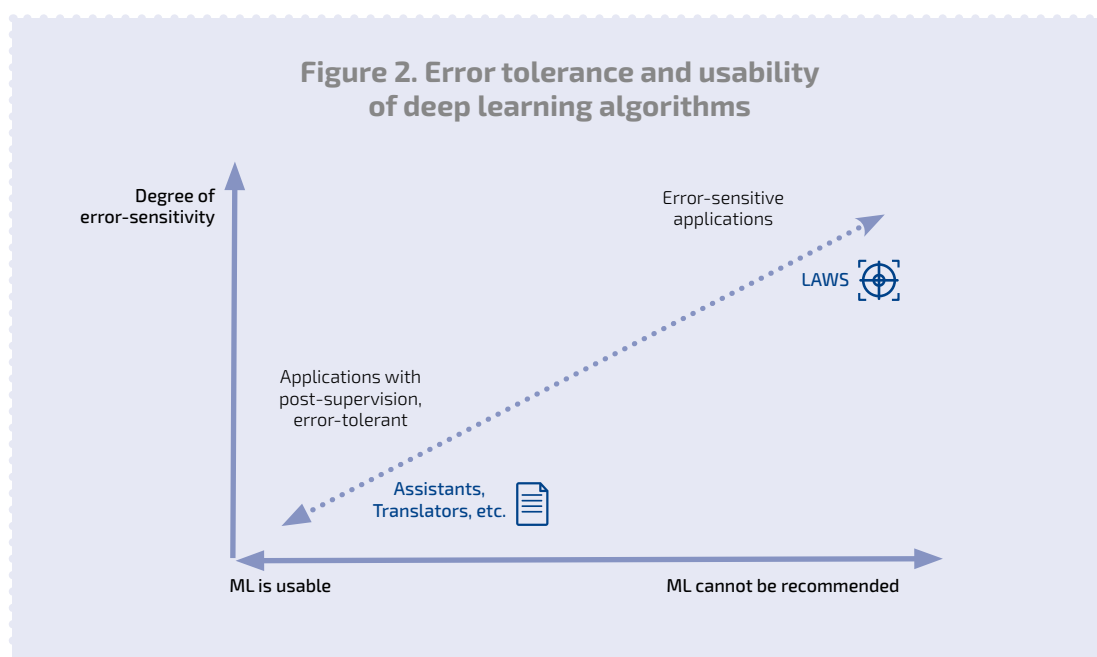 Figure 2. Error tolerance and usability
of deep learning algorithms
Degree of
error-sensitivity
Error-sensitive
applications
LAWS
Applications with
post-supervision,
error-tolerant
Assistants,
Translators, etc.
ML is usable
ML cannot be recommended